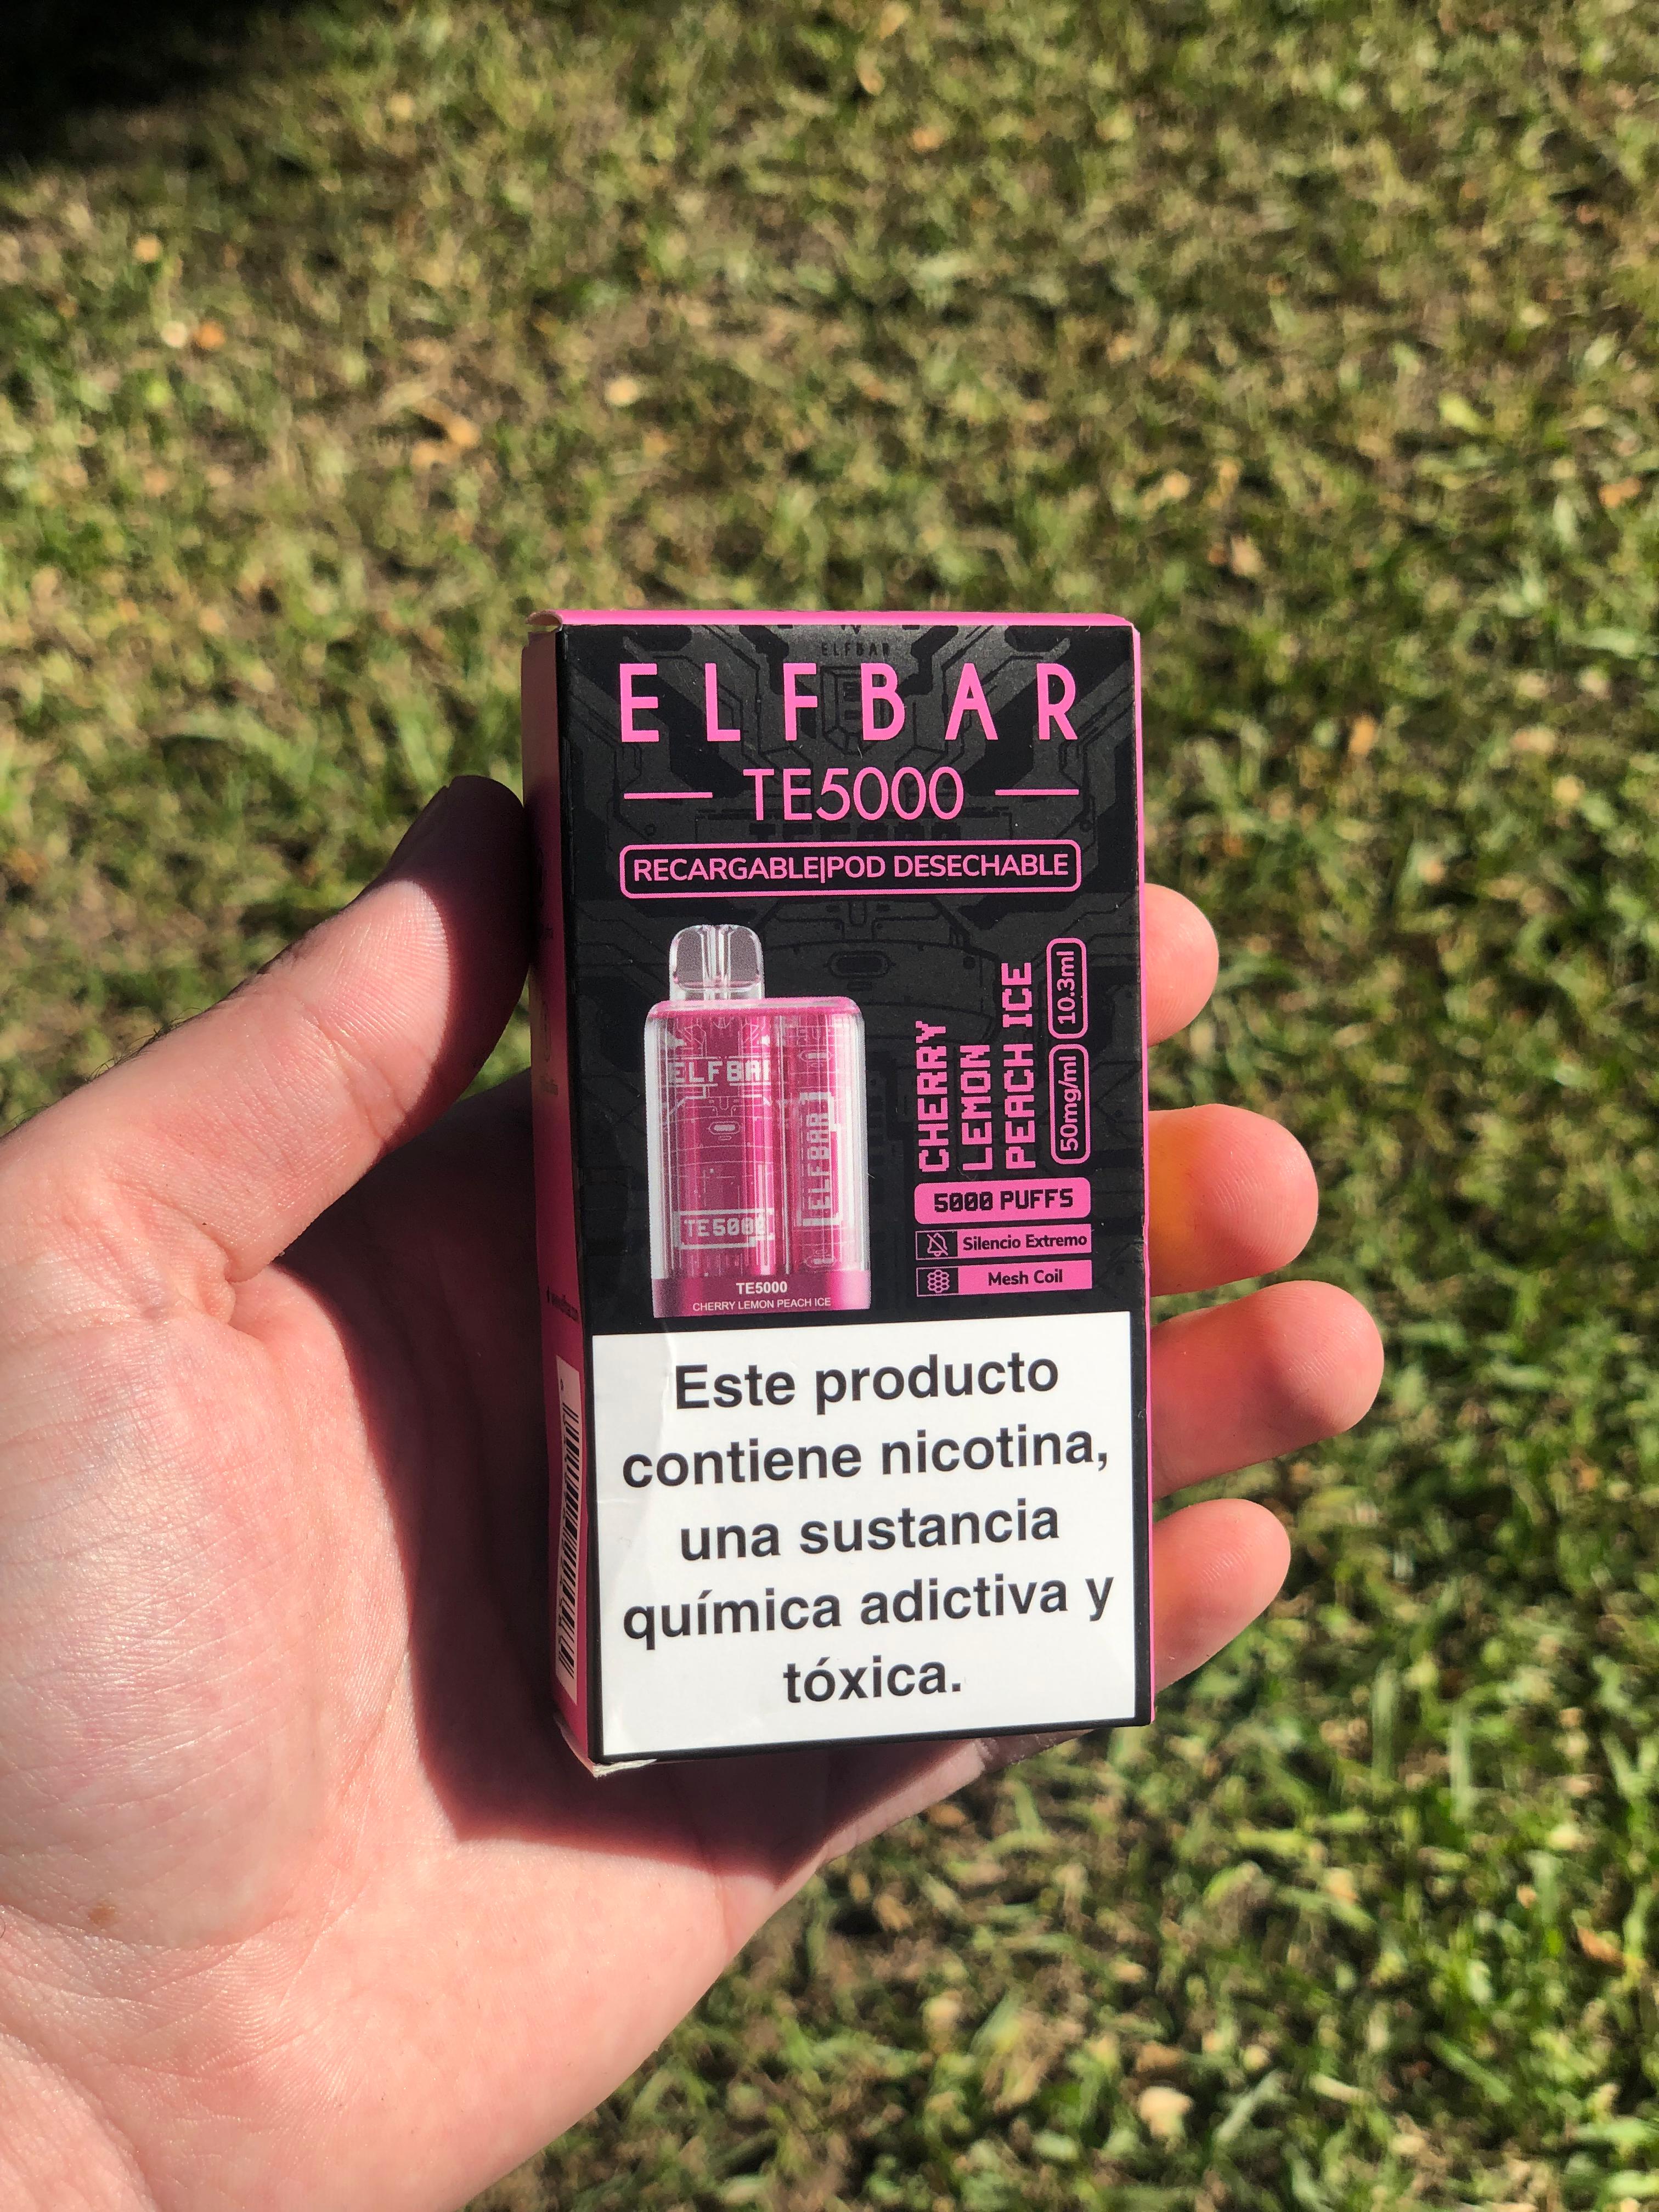 ELFBAR
ELFBAR
TE5000
RECARGABLE|POD DESECHABLE
ELFBAR
ELFBAR
TE5000
TE5000
CHERRY LEMON PEACH ICE
CHERRY
LEMON
PEACH ICE
50mg/ml
10.3ml
5000 PUFFS
Silencio Extremo
Mesh Coil
Este producto
contiene nicotina,
una sustancia
química adictiva y
tóxica.